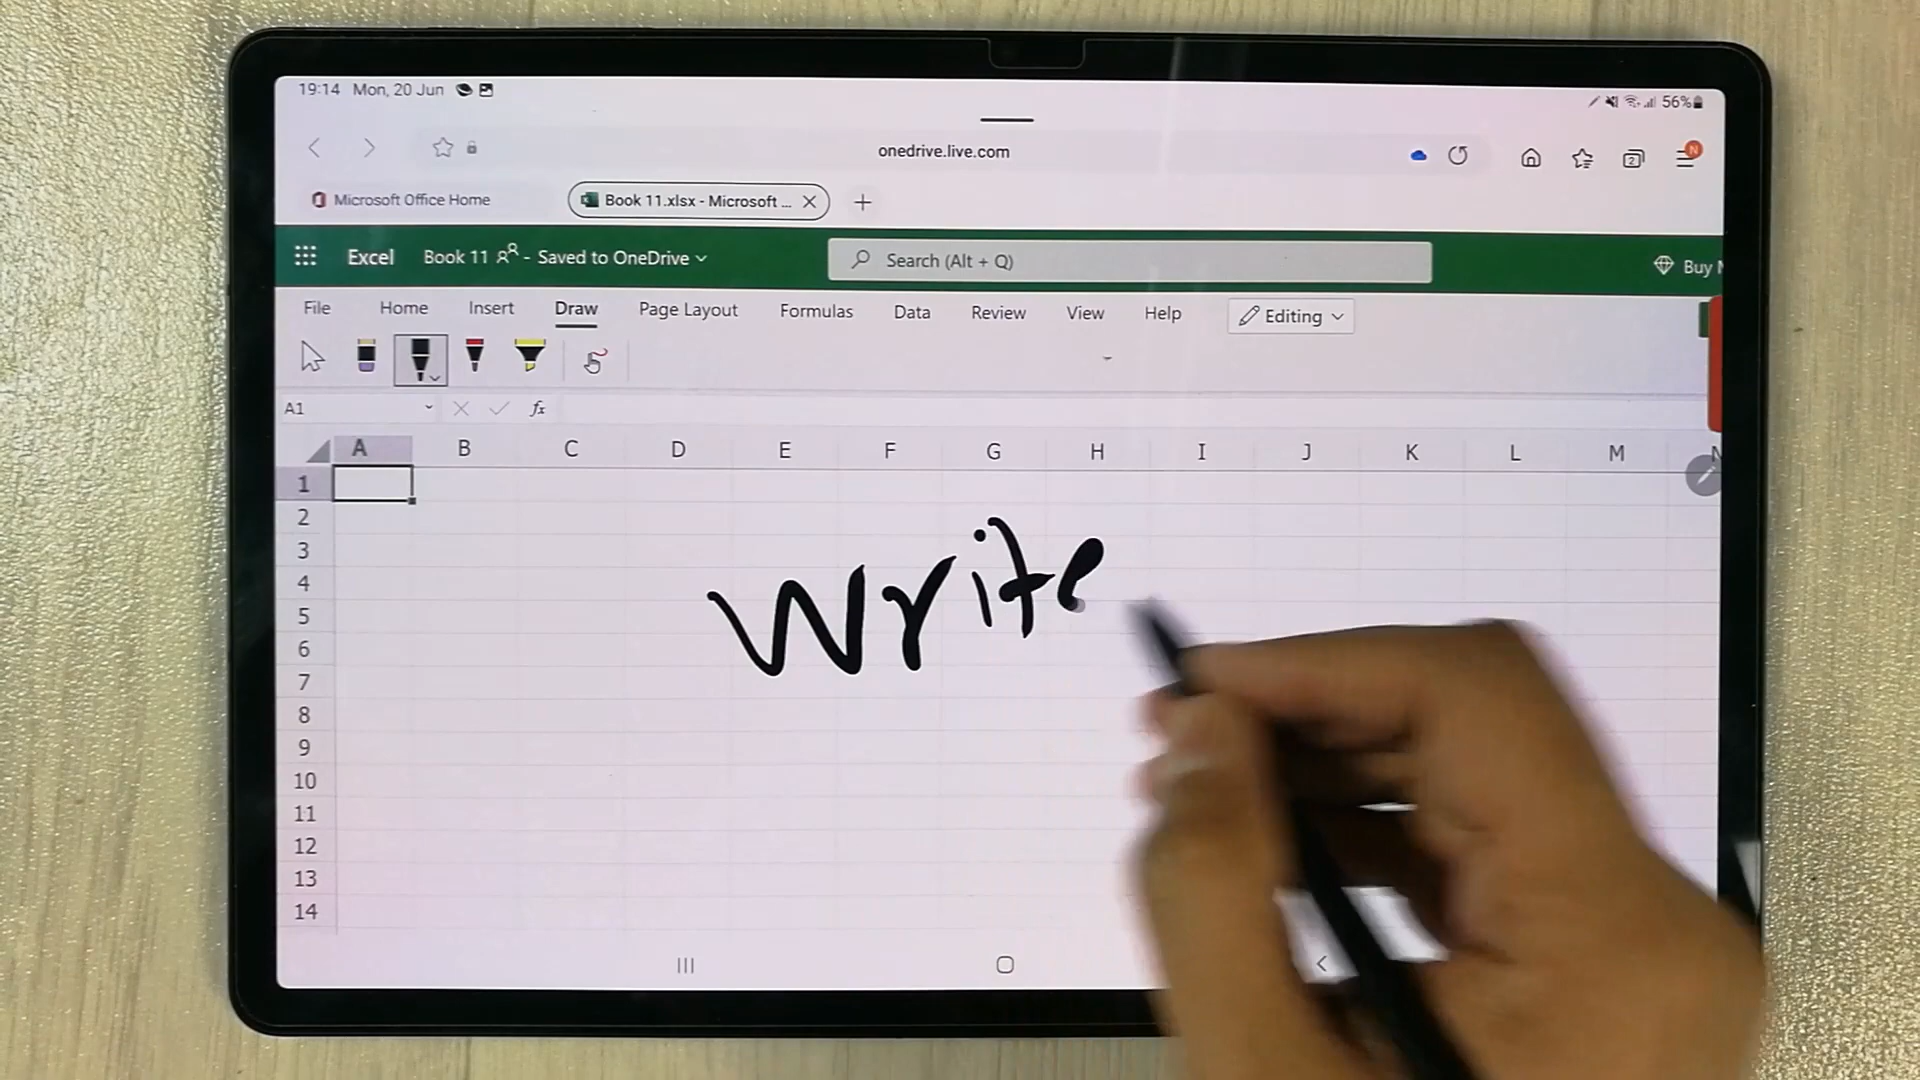 19:14 Mon, 20 Jun
56%
onedrive.live.com
2
N
Microsoft Office Home
Book 11.xlsx - Microsoft ...
Excel
Book 11 - Saved to OneDrive
Search (Alt + Q)
Buy
File Home Insert Draw Page Layout Formulas Data Review View Help Editing
A1
fx
A B C D E F G H I J K L M N
1
2
3
4
5
6
7
8
9
10
11
12
13
14
Write